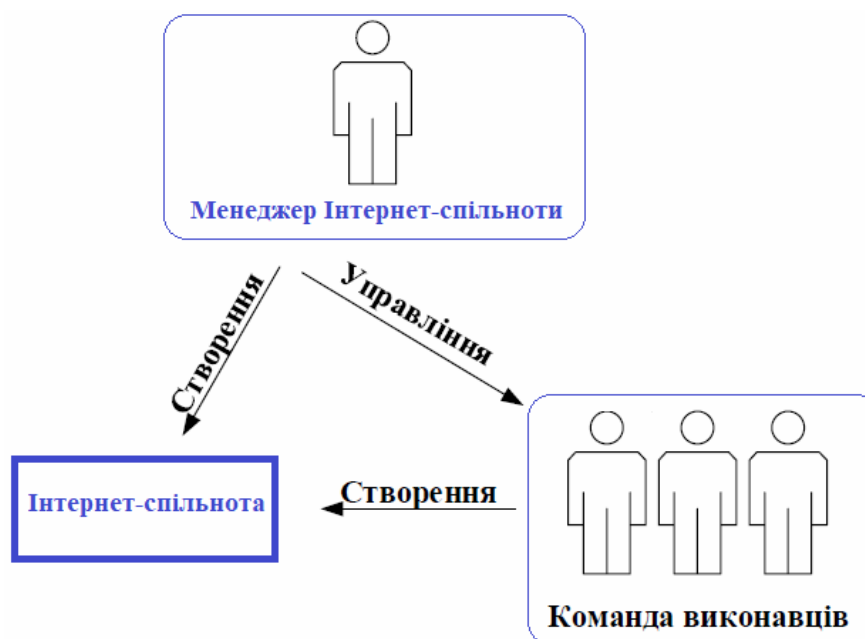 Менеджер Інтернет-спільноти
Створення
Управління
Інтернет-спільнота
Створення
Команда виконавців